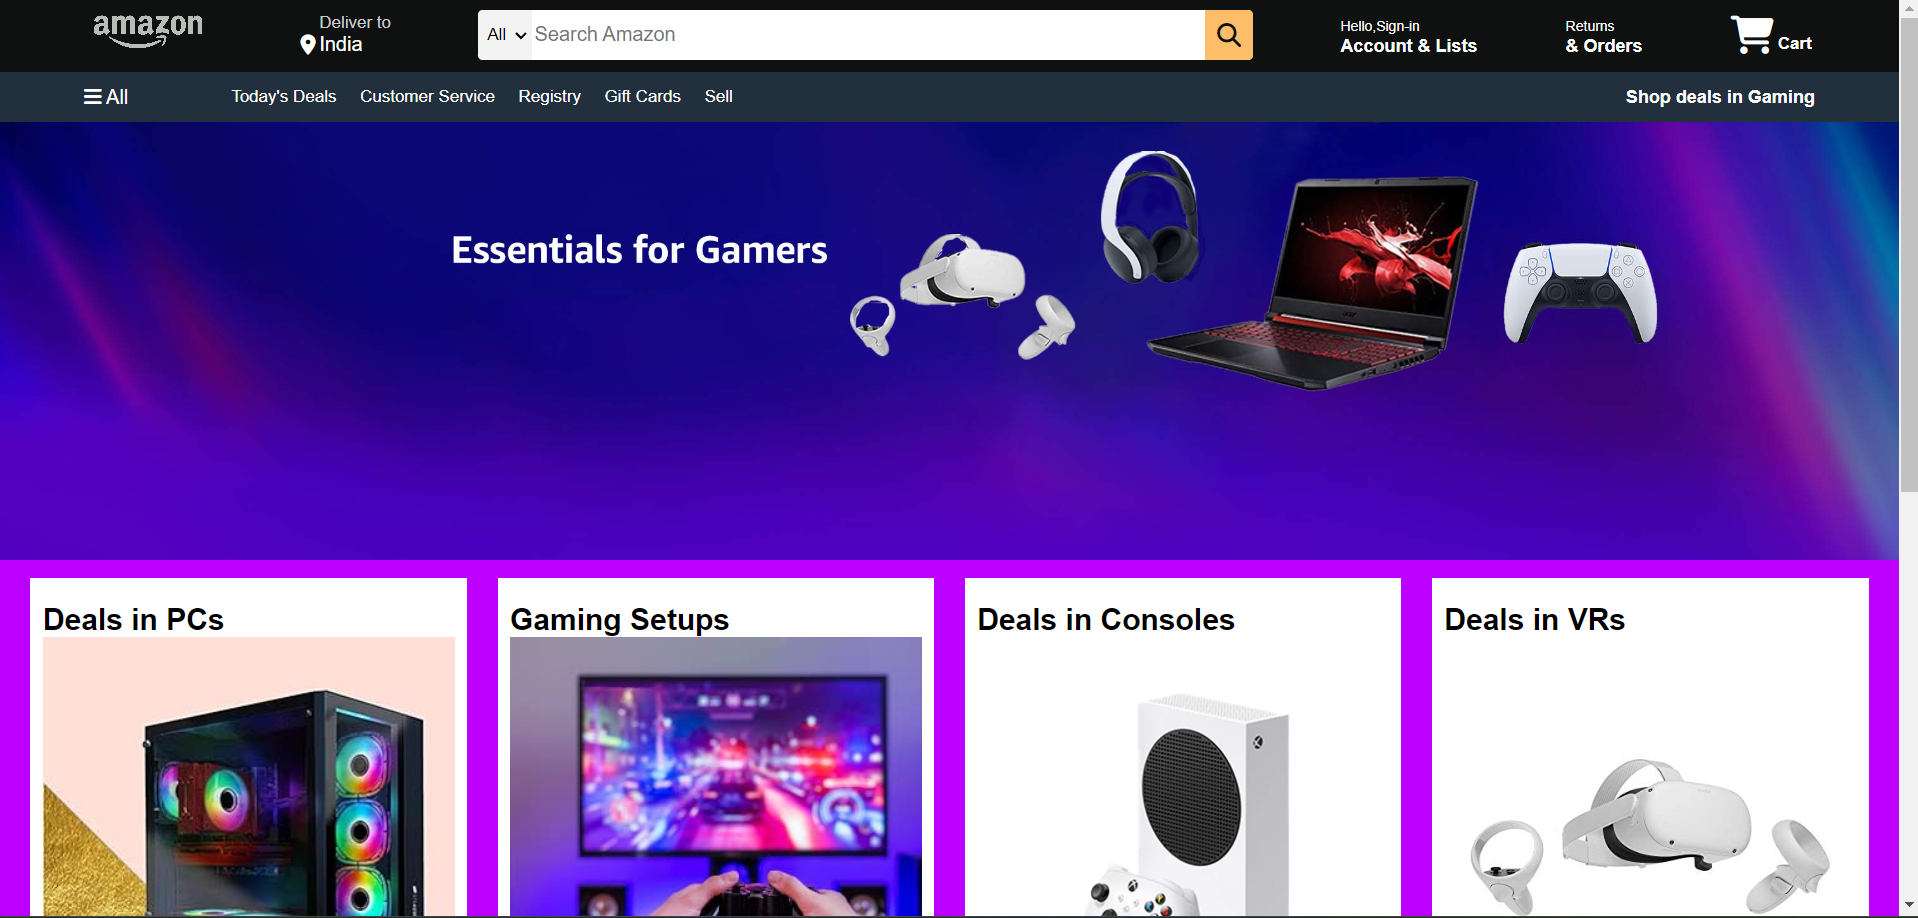 amazon
Deliver to
India
All
Search Amazon
Hello,Sign-in
Account & Lists
Returns
& Orders
Cart
All
Today's Deals
Customer Service
Registry
Gift Cards
Sell
Shop deals in Gaming
Essentials for Gamers
Deals in PCs
Gaming Setups
Deals in Consoles
Deals in VRs